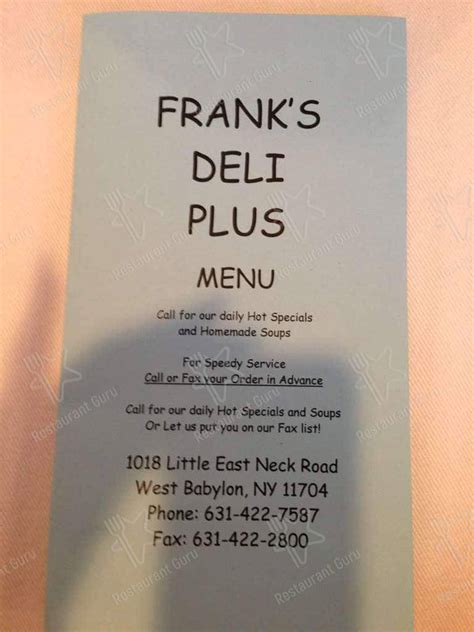 FRANK'S
DELI
PLUS
MENU
Call for our daily Hot Specials
and Homemade Soups
For Speedy Service
Call or Fax your Order in Advance
Call for our daily Hot Specials and Soups
Or Let us put you on our Fax list!
1018 Little East Neck Road
West Babylon, NY 11704
Phone: 631-422-7587
Fax: 631-422-2800
Restaurant Guru